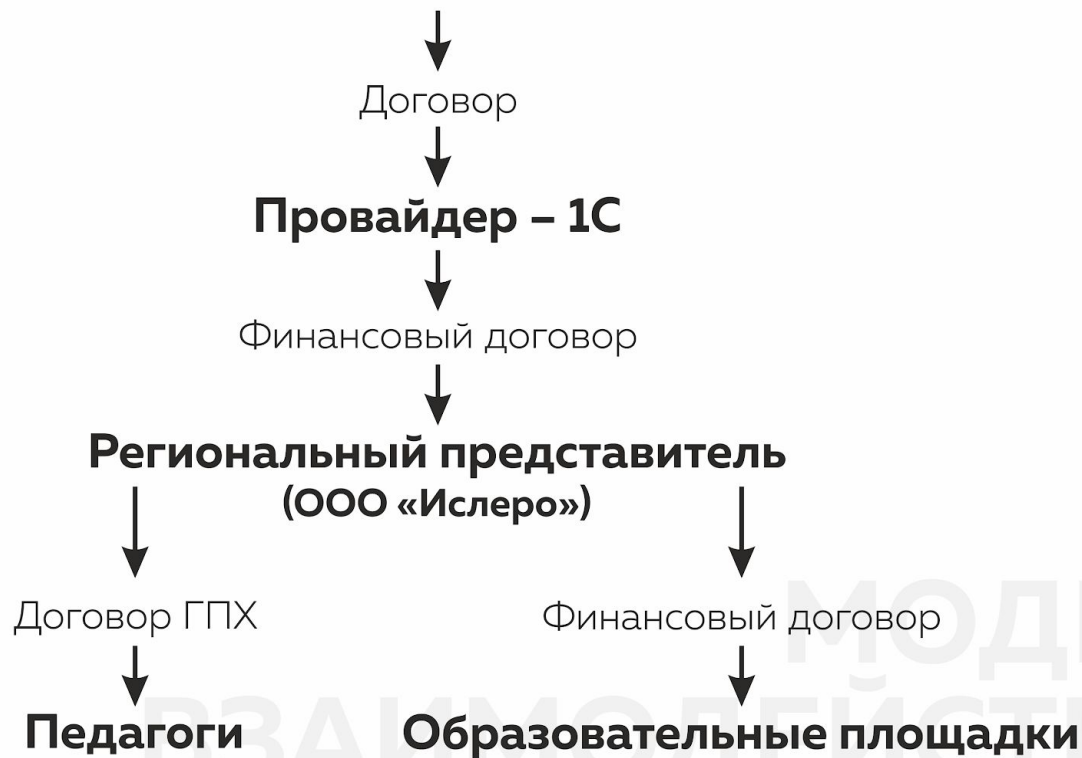 Договор
Провайдер – 1С
Финансовый договор
Региональный представитель
(ООО «Ислеро»)
Договор ГПХ
Финансовый договор
Педагоги
Образовательные площадки